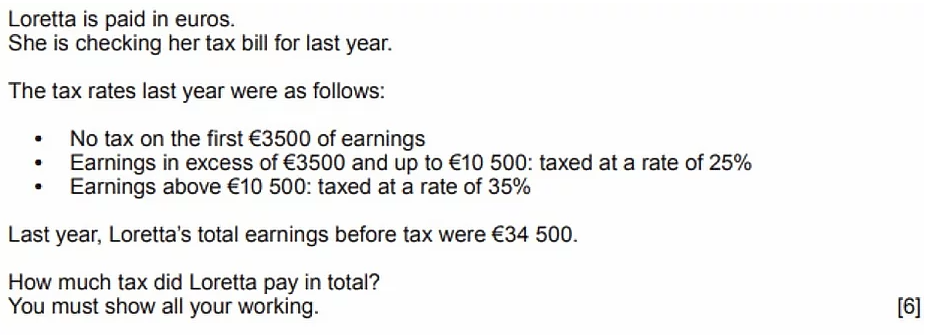 Loretta is paid in euros.
She is checking her tax bill for last year.
The tax rates last year were as follows:
• No tax on the first €3500 of earnings
• Earnings in excess of €3500 and up to €10 500: taxed at a rate of 25%
• Earnings above €10 500: taxed at a rate of 35%
Last year, Loretta's total earnings before tax were €34 500.
How much tax did Loretta pay in total?
You must show all your working. [6]